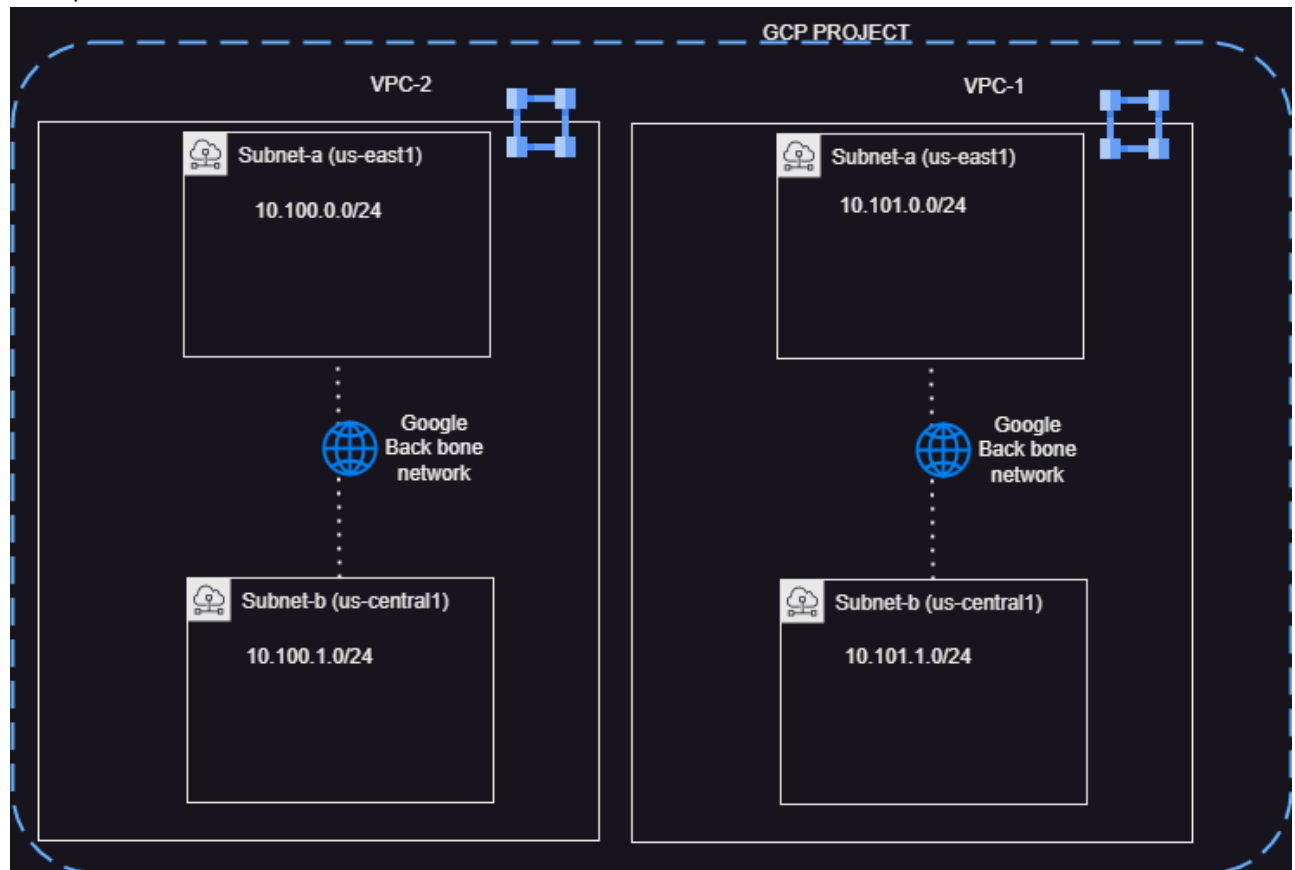 GCP PROJECT
VPC-2
Subnet-a (us-east1)
10.100.0.0/24
Google
Back bone
network
Subnet-b (us-central1)
10.100.1.0/24
VPC-1
Subnet-a (us-east1)
10.101.0.0/24
Google
Back bone
network
Subnet-b (us-central1)
10.101.1.0/24